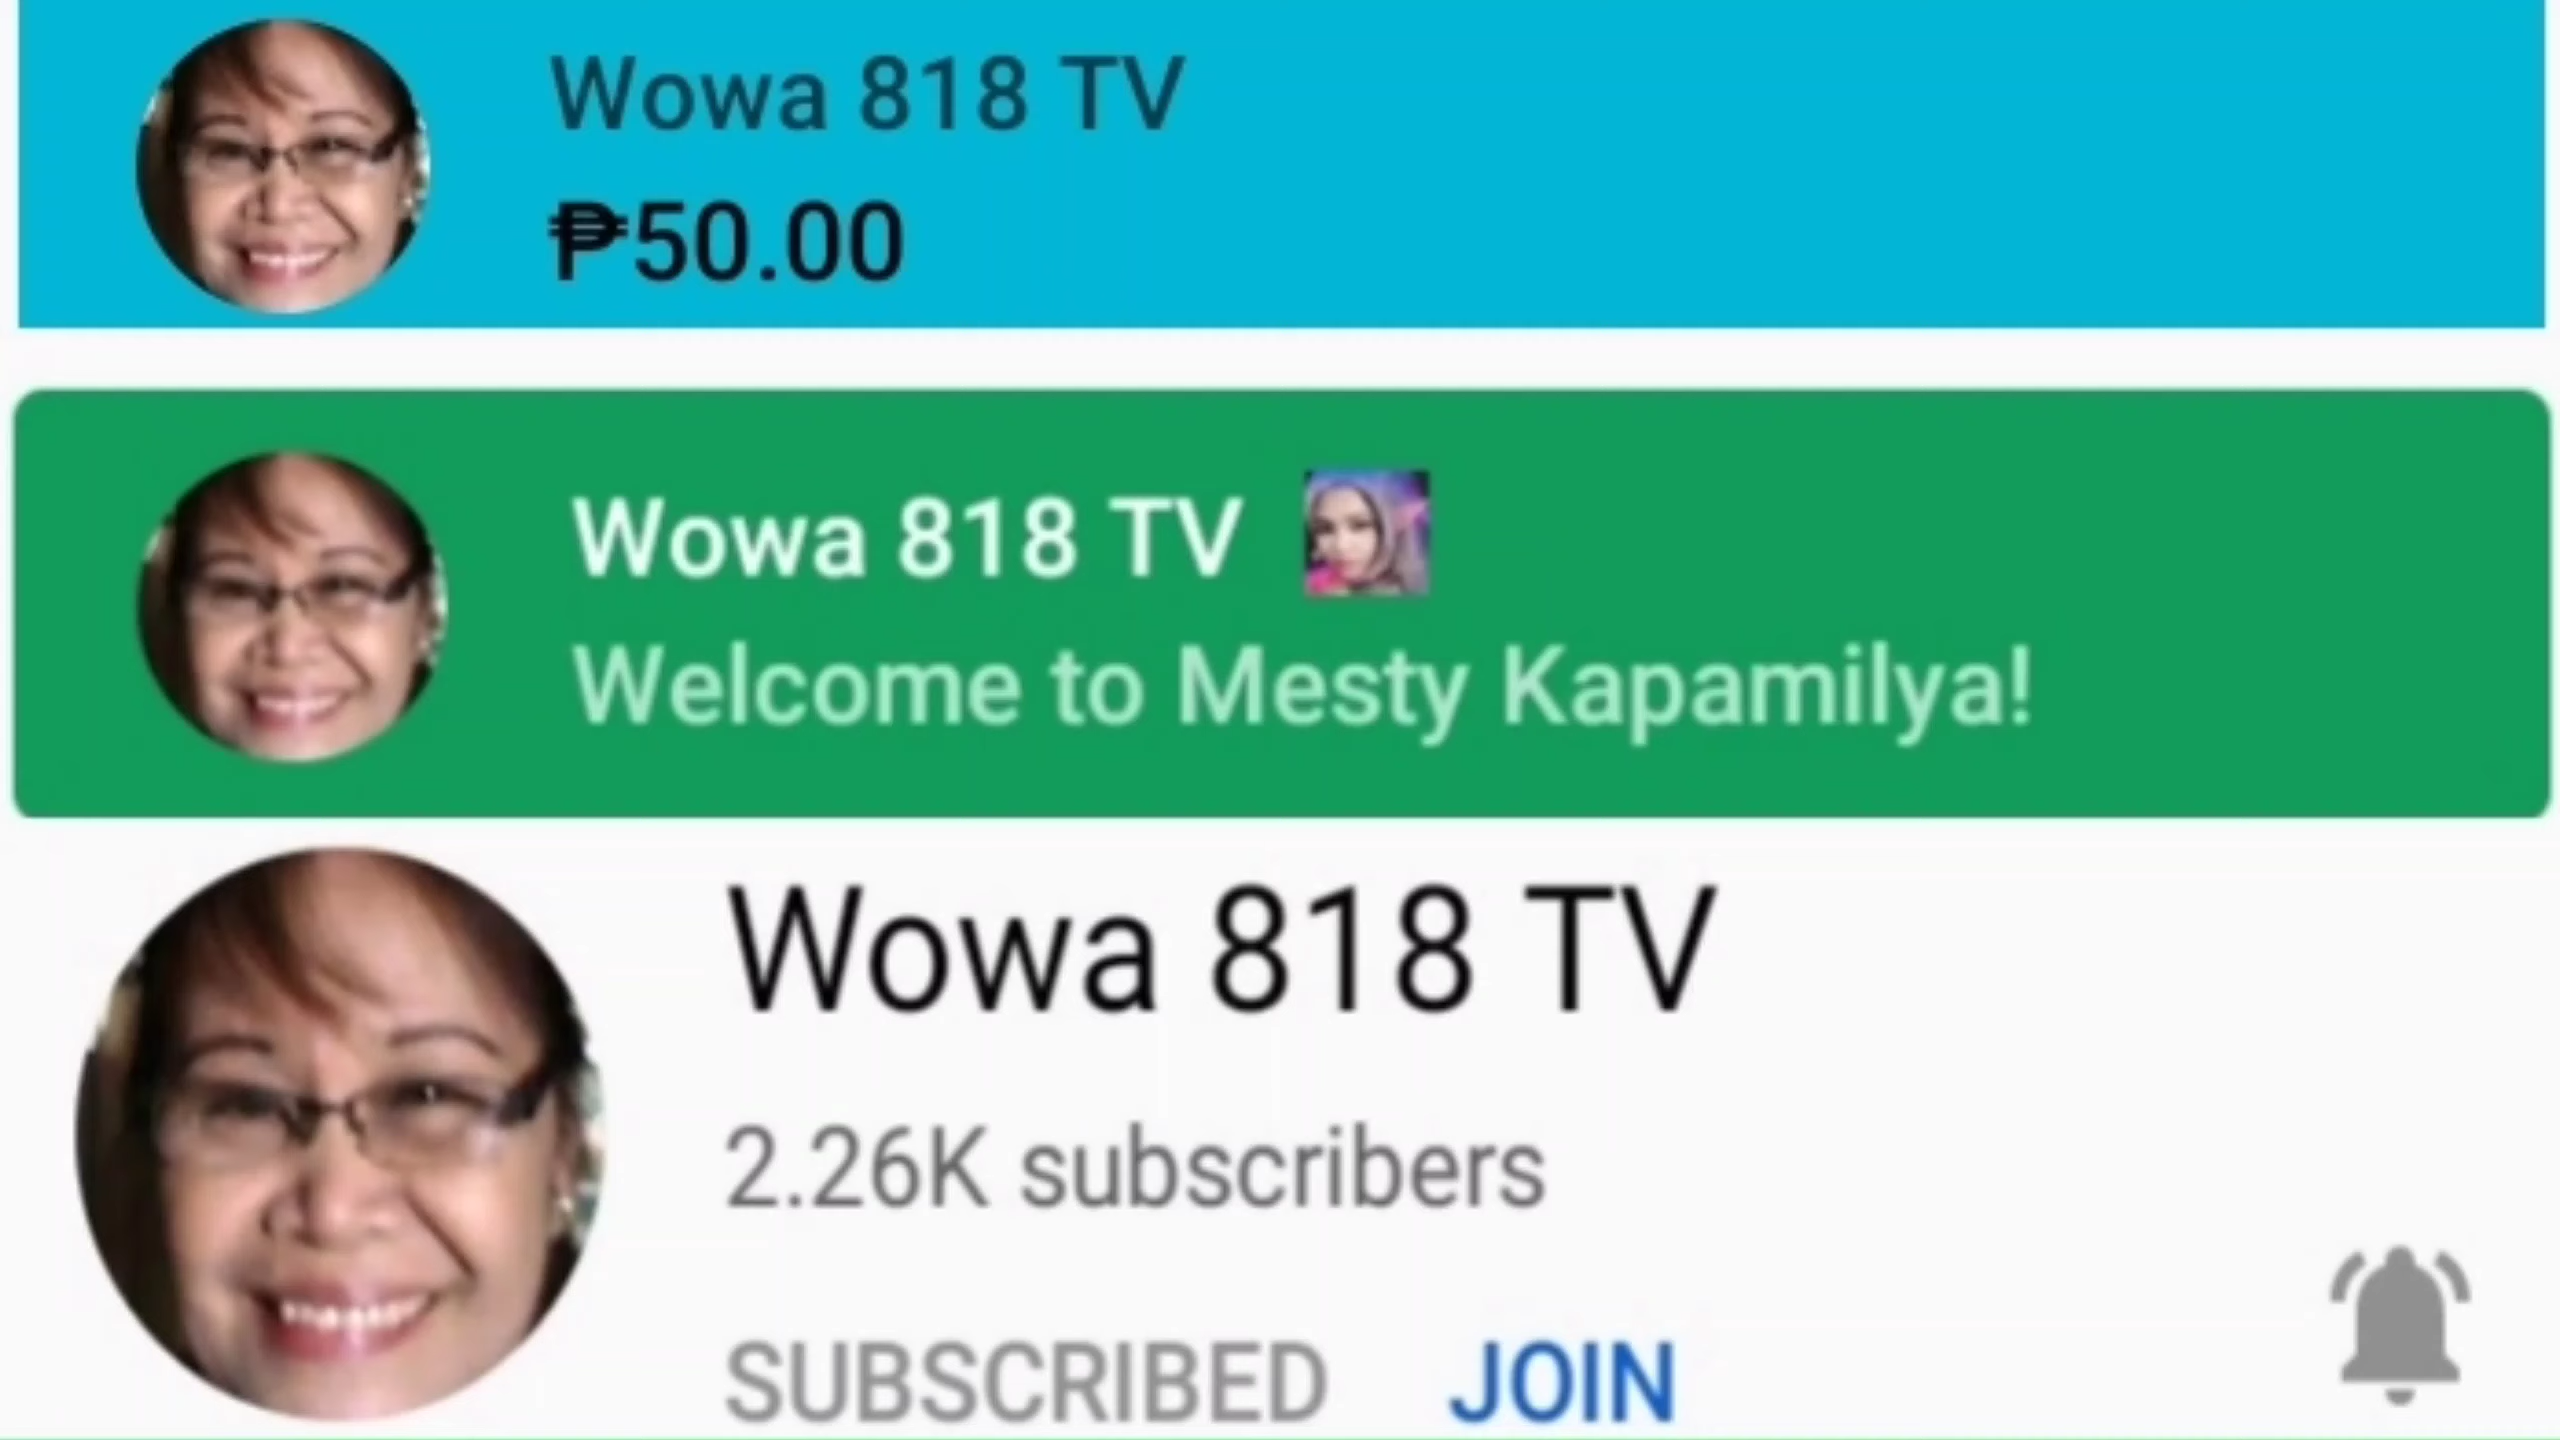 Wowa 818 TV
₱50.00
Wowa 818 TV
Welcome to Mesty Kapamilya!
Wowa 818 TV
2.26K subscribers
SUBSCRIBED JOIN